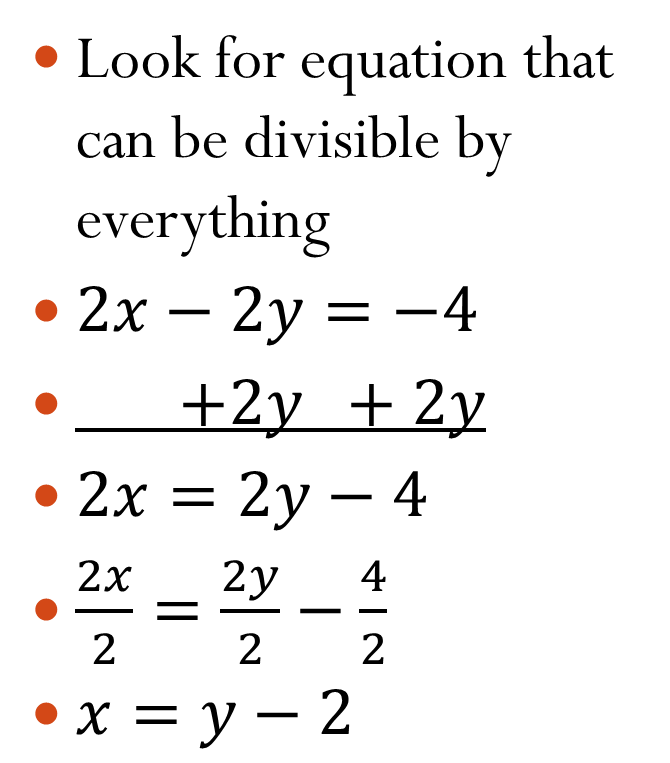 • Look for equation that
can be divisible by
everything
• 2x − 2y = −4
• +2y + 2y
• 2x = 2y − 4
• 2x/2 = 2y/2 − 4/2
• x = y − 2